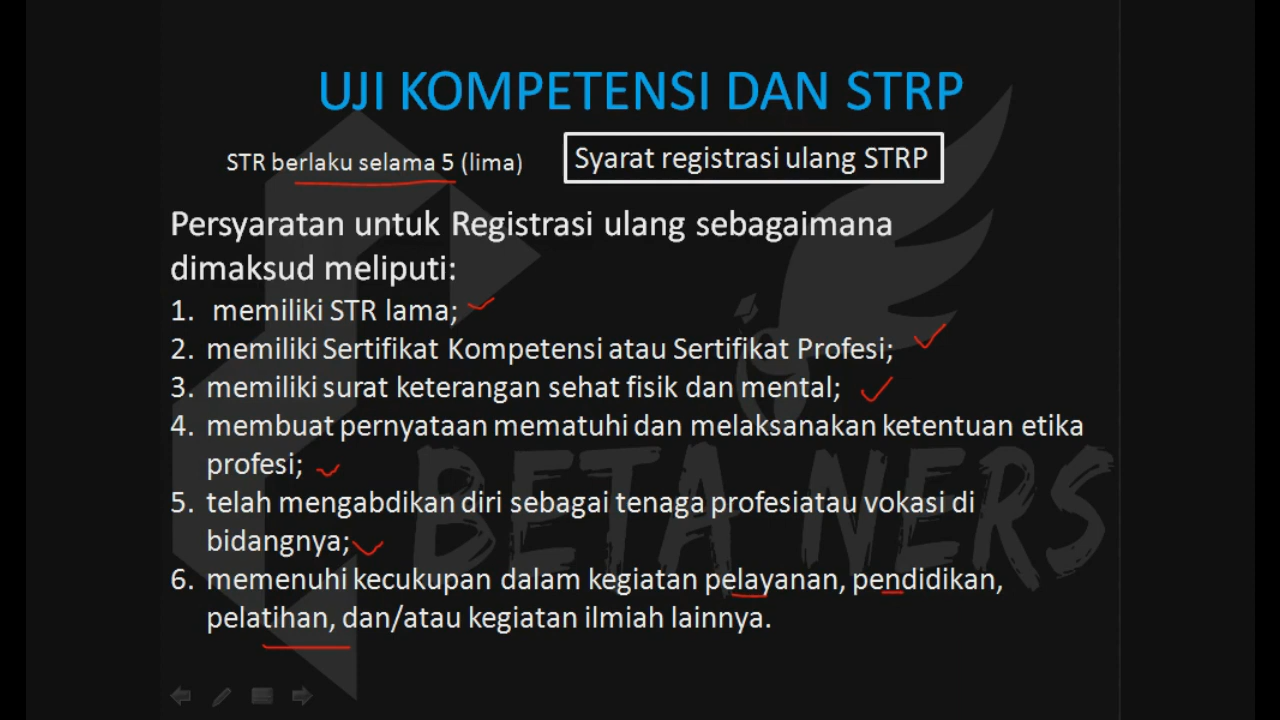 UJI KOMPETENSI DAN STRP
STR berlaku selama 5 (lima)
Syarat registrasi ulang STRP
Persyaratan untuk Registrasi ulang sebagaimana
dimaksud meliputi:
1. memiliki STR lama;
2. memiliki Sertifikat Kompetensi atau Sertifikat Profesi;
3. memiliki surat keterangan sehat fisik dan mental;
4. membuat pernyataan mematuhi dan melaksanakan ketentuan etika
profesi;
5. telah mengabdikan diri sebagai tenaga profesiatau vokasi di
bidangnya;
6. memenuhi kecukupan dalam kegiatan pelayanan, pendidikan,
pelatihan, dan/atau kegiatan ilmiah lainnya.
BETA NERS